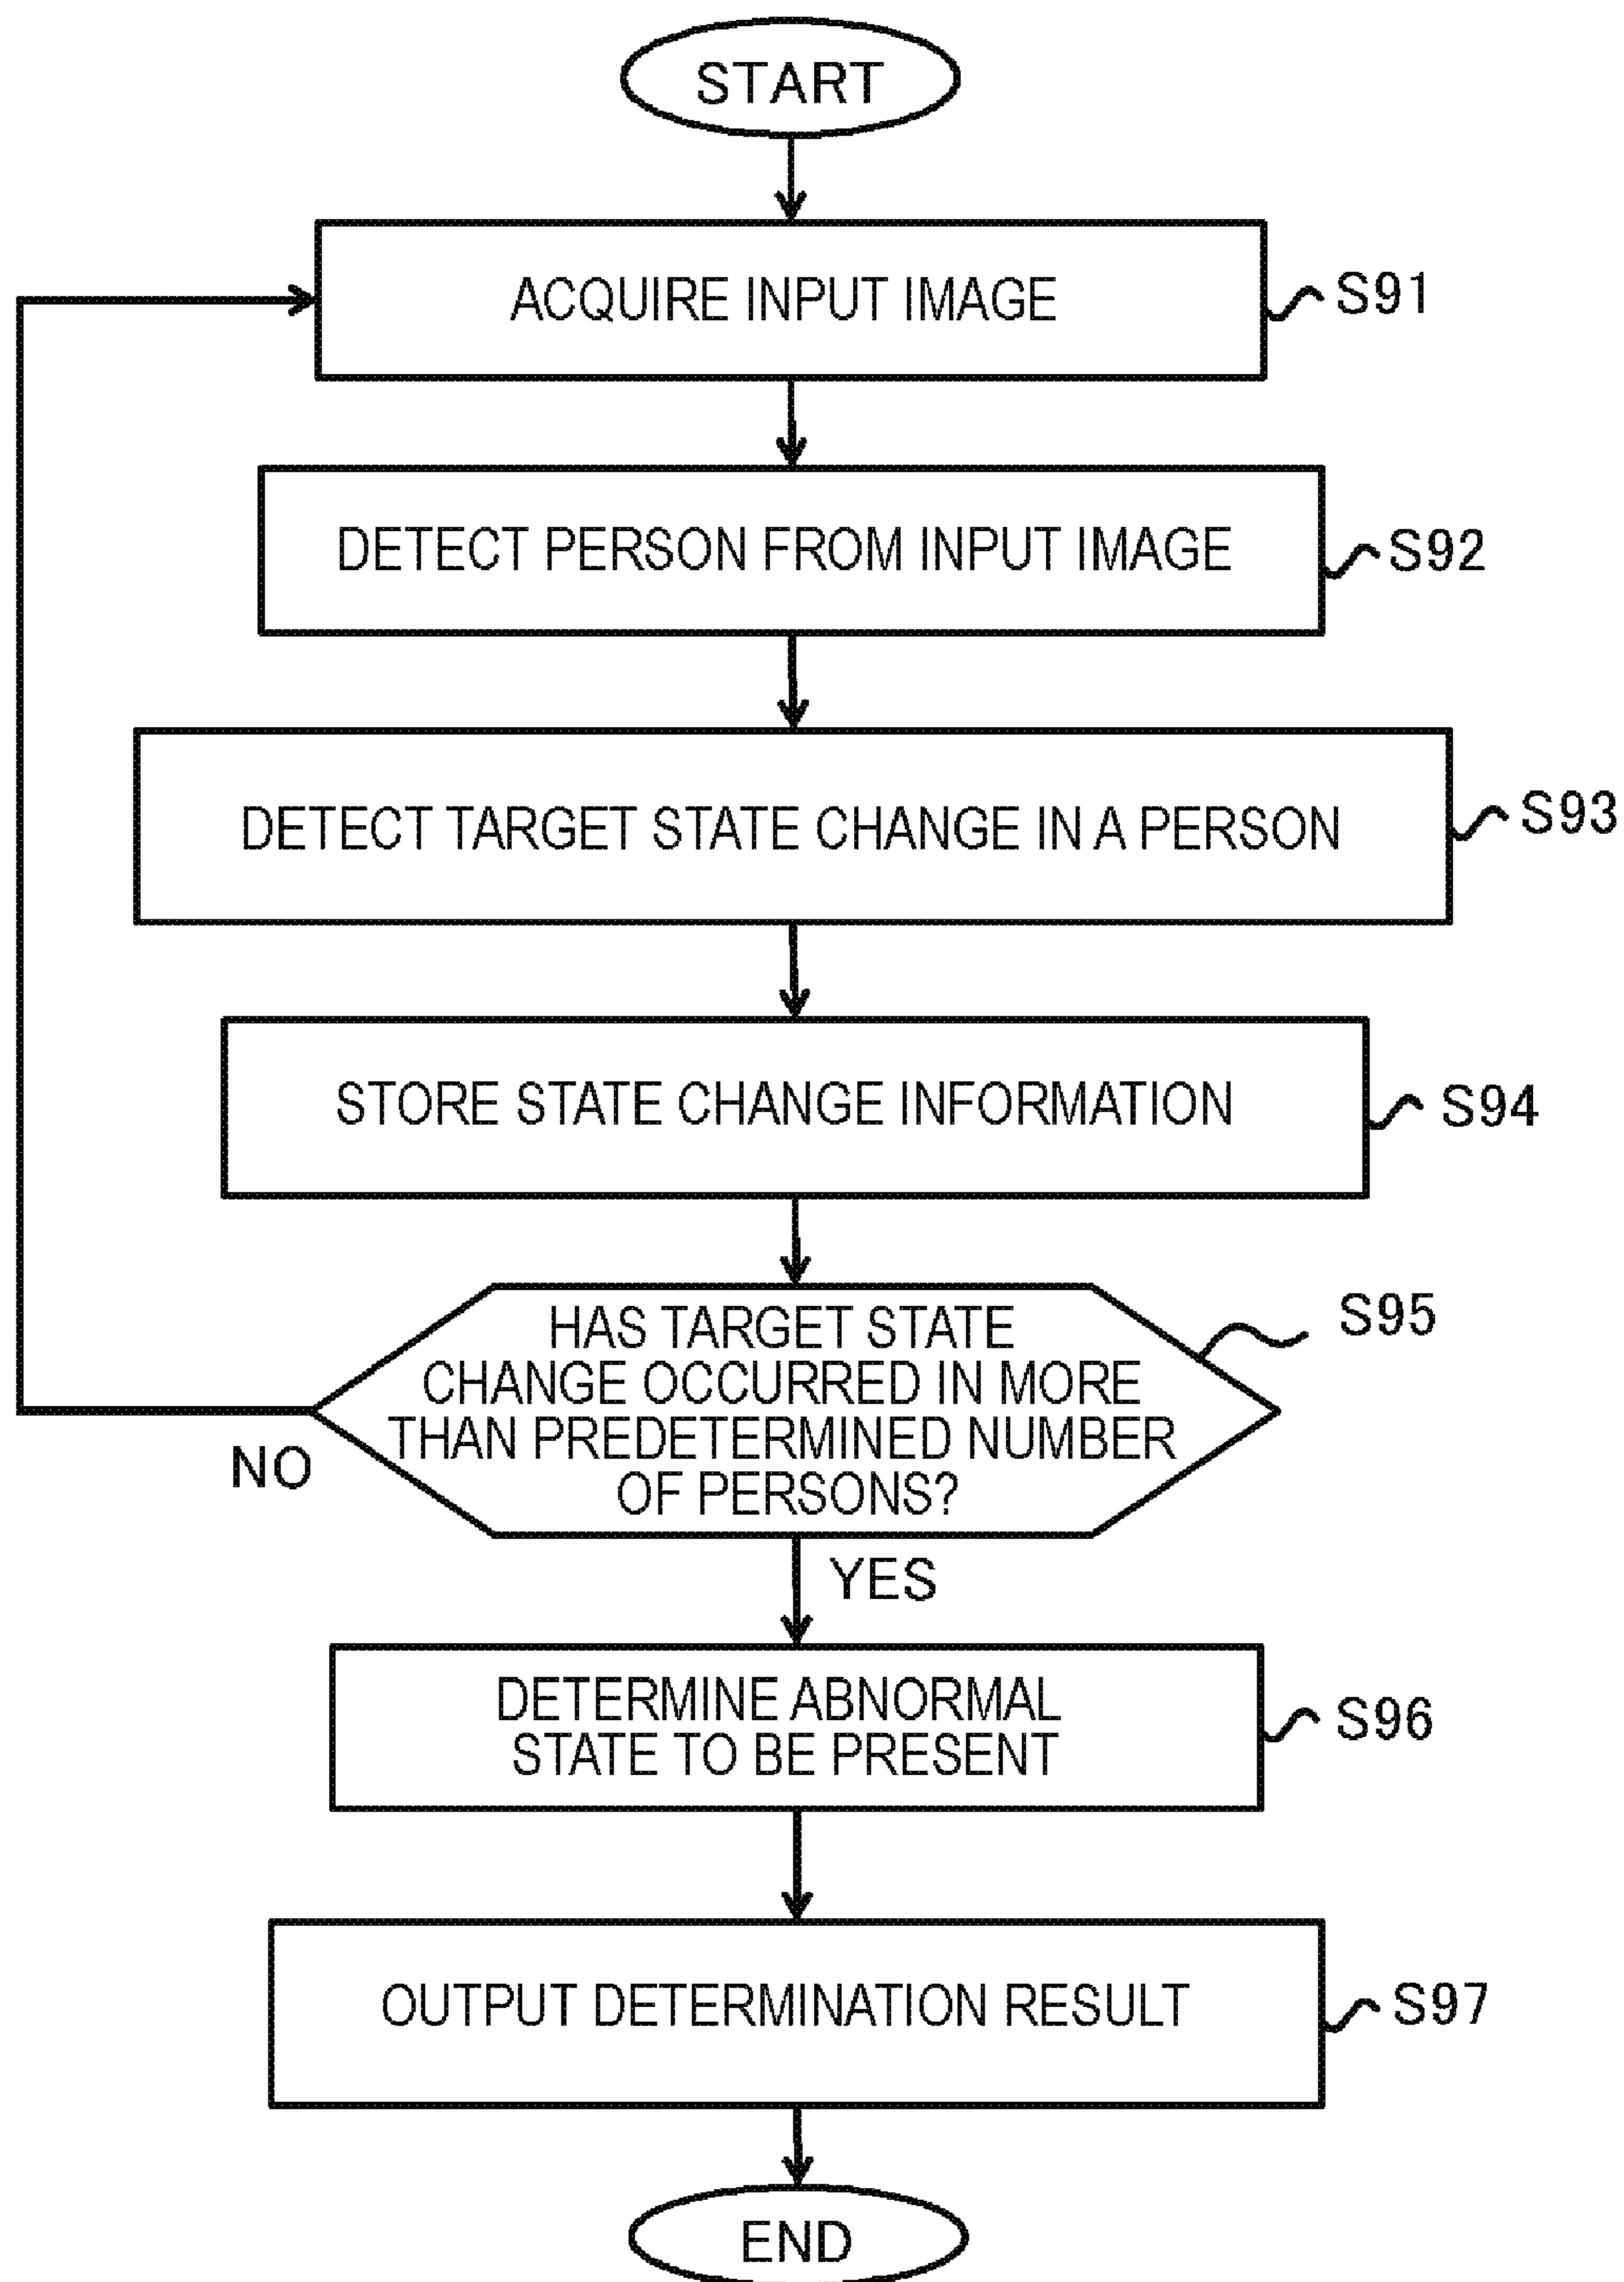 START
ACQUIRE INPUT IMAGE
S91
DETECT PERSON FROM INPUT IMAGE
S92
DETECT TARGET STATE CHANGE IN A PERSON
S93
STORE STATE CHANGE INFORMATION
S94
HAS TARGET STATE
CHANGE OCCURRED IN MORE
THAN PREDETERMINED NUMBER
OF PERSONS?
S95
NO
YES
DETERMINE ABNORMAL
STATE TO BE PRESENT
S96
OUTPUT DETERMINATION RESULT
S97
END